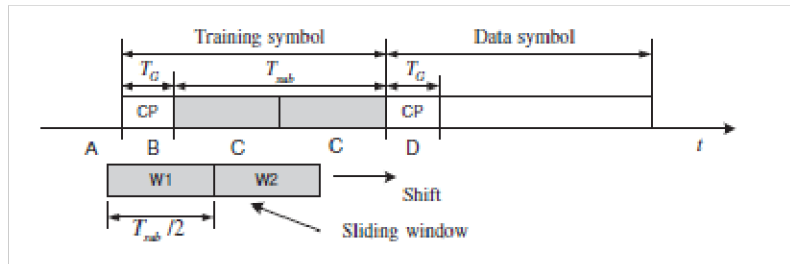 Training symbol Data symbol
T_G T_sub T_G
CP CP
A B C C D t
W1 W2
Shift
T_sub /2 Sliding window